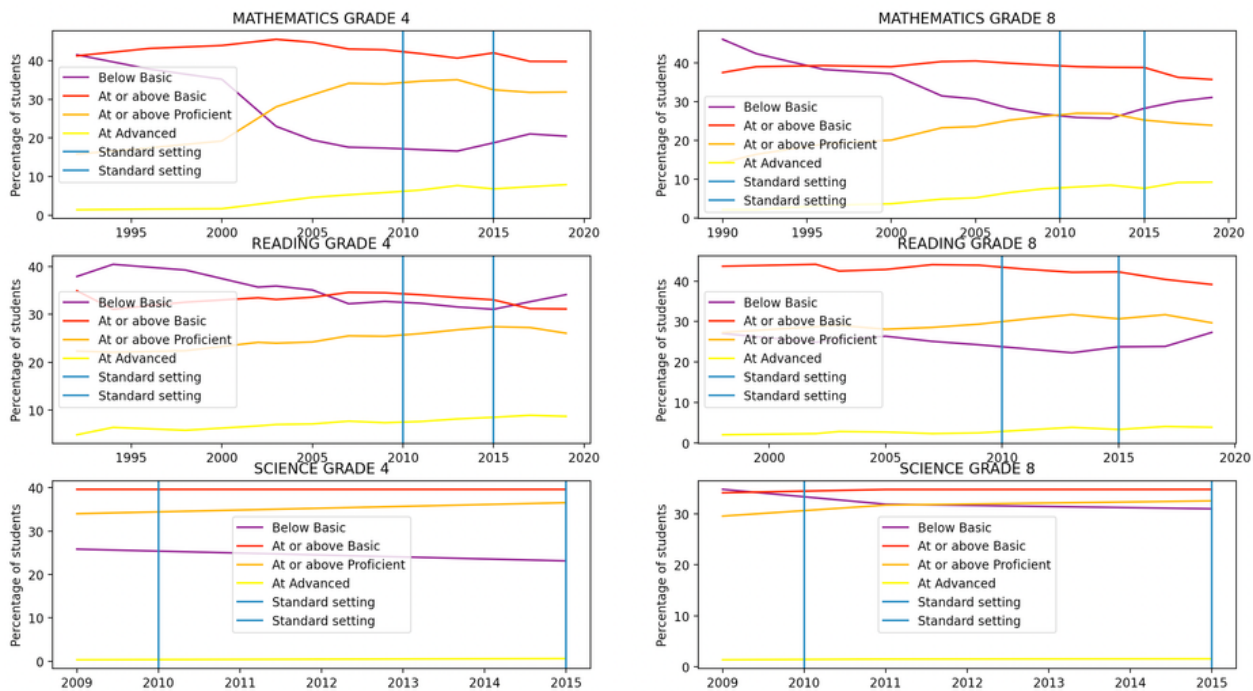 MATHEMATICS GRADE 4
Percentage of students
40
30
20
10
0
Below Basic
At or above Basic
At or above Proficient
At Advanced
Standard setting
Standard setting
1995
2000
2005
2010
2015
2020
MATHEMATICS GRADE 8
Percentage of students
40
30
20
10
0
Below Basic
At or above Basic
At or above Proficient
At Advanced
Standard setting
Standard setting
1990
1995
2000
2005
2010
2015
2020
READING GRADE 4
Percentage of students
40
30
20
10
Below Basic
At or above Basic
At or above Proficient
At Advanced
Standard setting
Standard setting
1995
2000
2005
2010
2015
2020
READING GRADE 8
Percentage of students
40
30
20
10
0
Below Basic
At or above Basic
At or above Proficient
At Advanced
Standard setting
Standard setting
2000
2005
2010
2015
2020
SCIENCE GRADE 4
Percentage of students
40
30
20
10
0
Below Basic
At or above Basic
At or above Proficient
At Advanced
Standard setting
Standard setting
2009
2010
2011
2012
2013
2014
2015
SCIENCE GRADE 8
Percentage of students
30
20
10
0
Below Basic
At or above Basic
At or above Proficient
At Advanced
Standard setting
Standard setting
2009
2010
2011
2012
2013
2014
2015